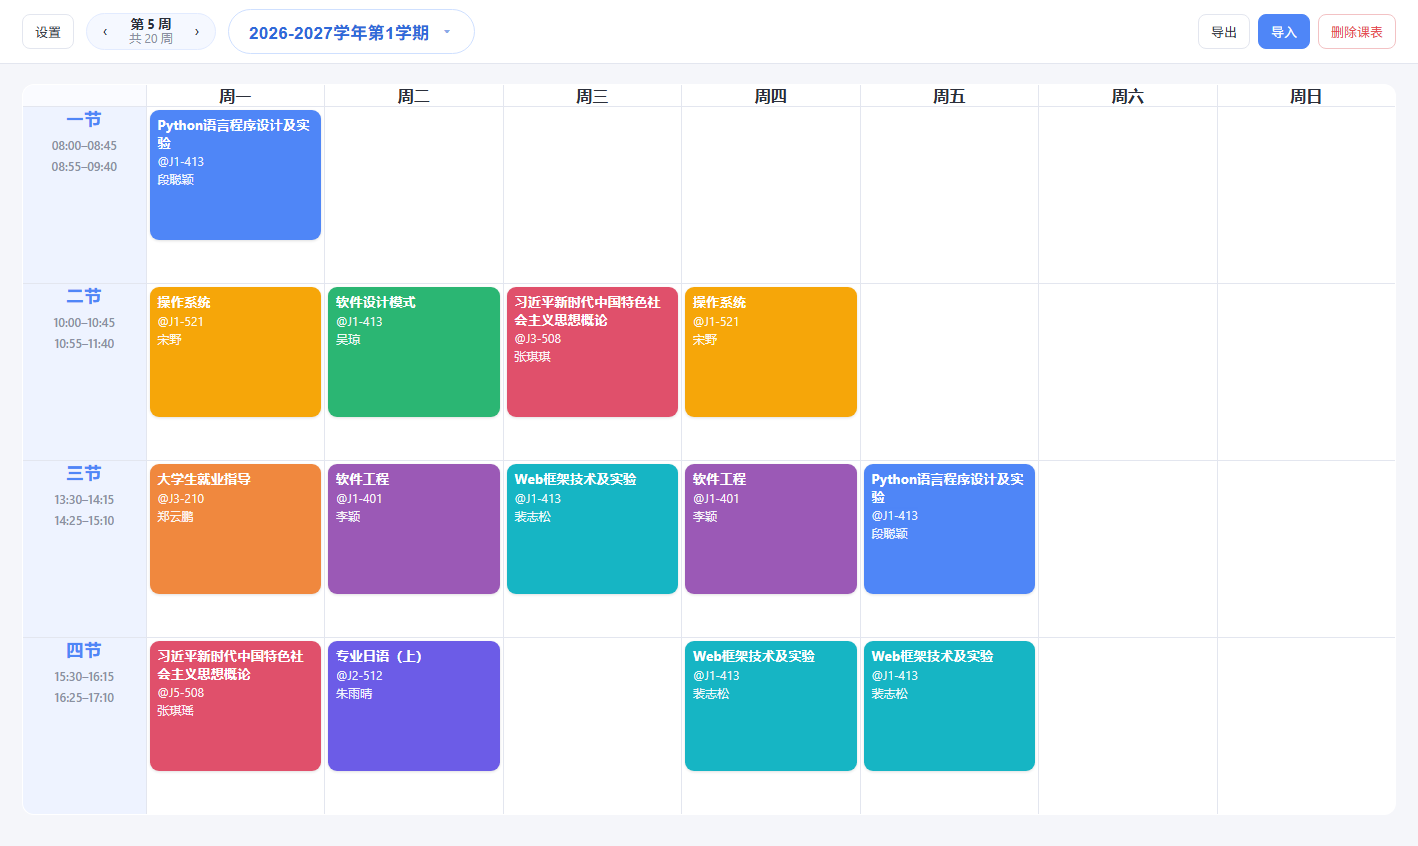 设置
‹
第 5 周
共 20 周
›
2026-2027学年第1学期
导出
导入
删除课表
周一
周二
周三
周四
周五
周六
周日
一节
08:00–08:45
08:55–09:40
Python语言程序设计及实
验
@J1-413
段聪颖
二节
10:00–10:45
10:55–11:40
操作系统
@J1-521
宋野
软件设计模式
@J1-413
吴琼
习近平新时代中国特色社
会主义思想概论
@J3-508
张琪琪
操作系统
@J1-521
宋野
三节
13:30–14:15
14:25–15:10
大学生就业指导
@J3-210
郑云鹏
软件工程
@J1-401
李颖
Web框架技术及实验
@J1-413
裴志松
软件工程
@J1-401
李颖
Python语言程序设计及实
验
@J1-413
段聪颖
四节
15:30–16:15
16:25–17:10
习近平新时代中国特色社
会主义思想概论
@J5-508
张琪瑶
专业日语（上）
@J2-512
朱雨晴
Web框架技术及实验
@J1-413
裴志松
Web框架技术及实验
@J1-413
裴志松